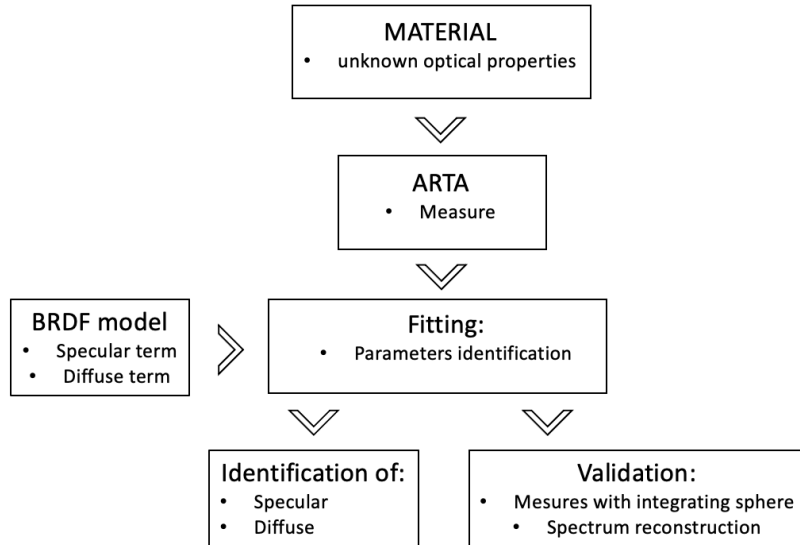 MATERIAL
• unknown optical properties
ARTA
• Measure
BRDF model
• Specular term
• Diffuse term
Fitting:
• Parameters identification
Identification of:
• Specular
• Diffuse
Validation:
• Mesures with integrating sphere
• Spectrum reconstruction